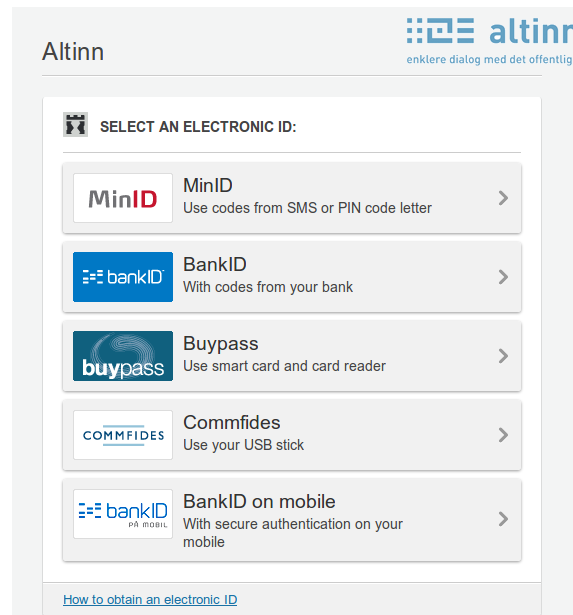 Altinn
altinn
enklere dialog med det offentlig
SELECT AN ELECTRONIC ID:
MinID
MinID
Use codes from SMS or PIN code letter
bankID
BankID
With codes from your bank
buypass
Buypass
Use smart card and card reader
COMMFIDES
Commfides
Use your USB stick
bankID
PÅ MOBIL
BankID on mobile
With secure authentication on your
mobile
How to obtain an electronic ID